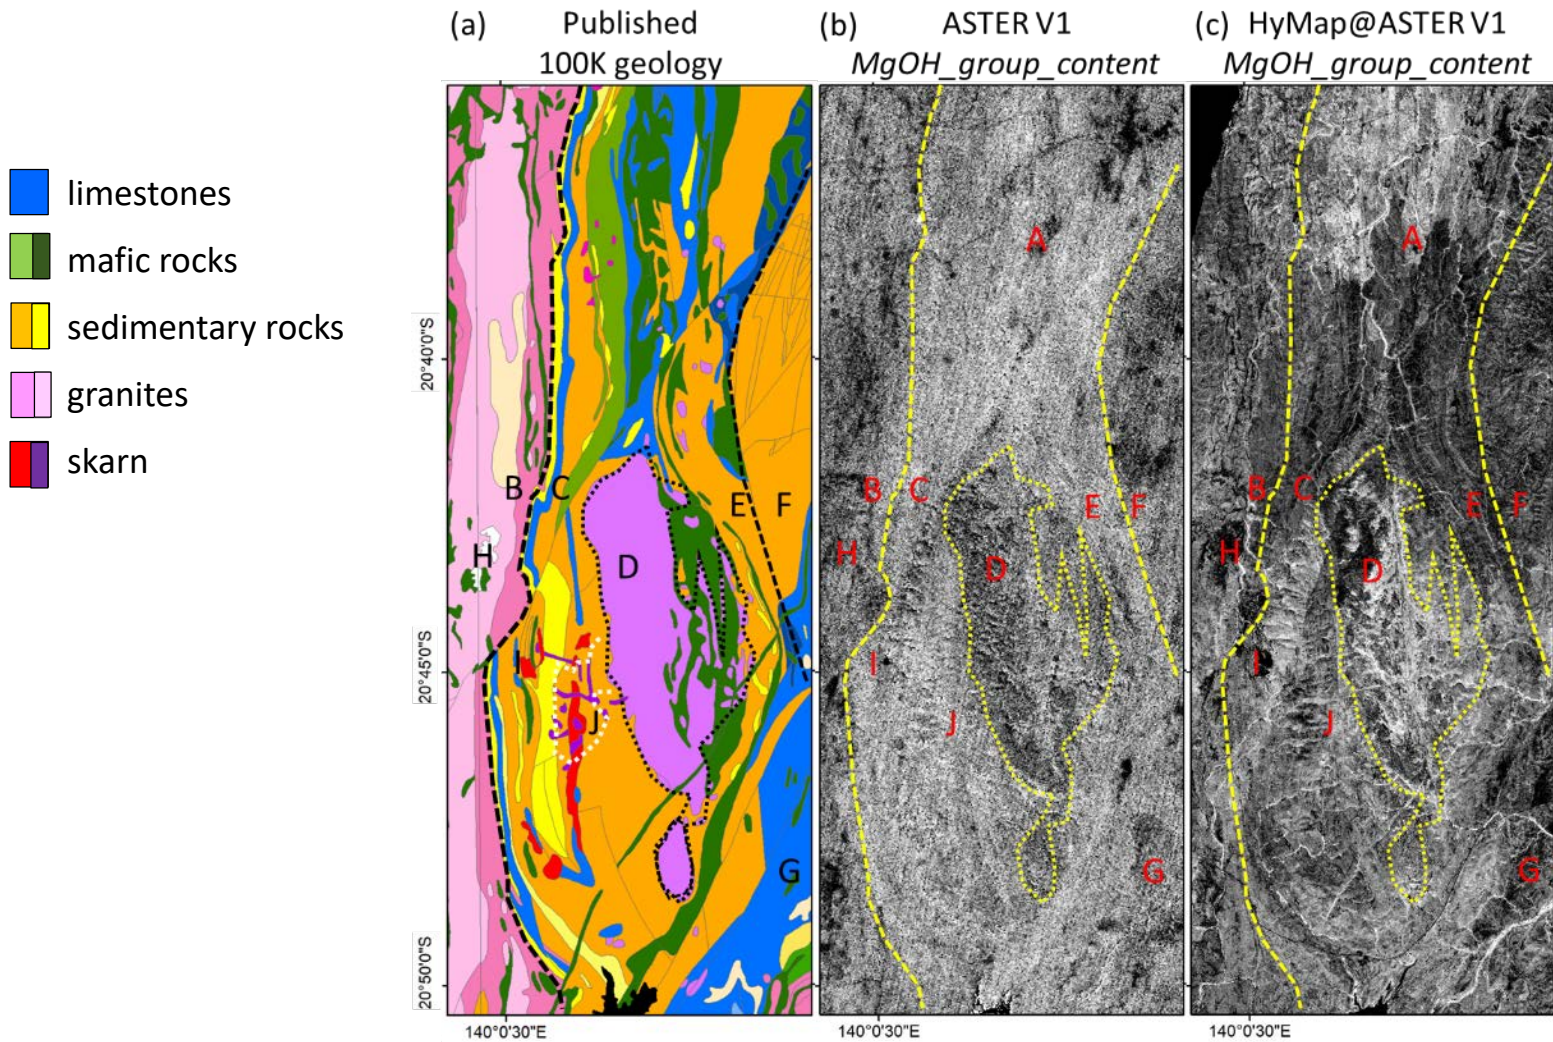 (a) Published
100K geology
(b) ASTER V1
MgOH_group_content
(c) HyMap@ASTER V1
MgOH_group_content
limestones
mafic rocks
sedimentary rocks
granites
skarn
20°40'0"S
20°45'0"S
20°50'0"S
B
C
E
F
H
D
I
J
G
140°0'30"E
A
B
C
E
F
H
D
I
J
G
140°0'30"E
A
B
C
E
F
H
D
I
J
G
140°0'30"E